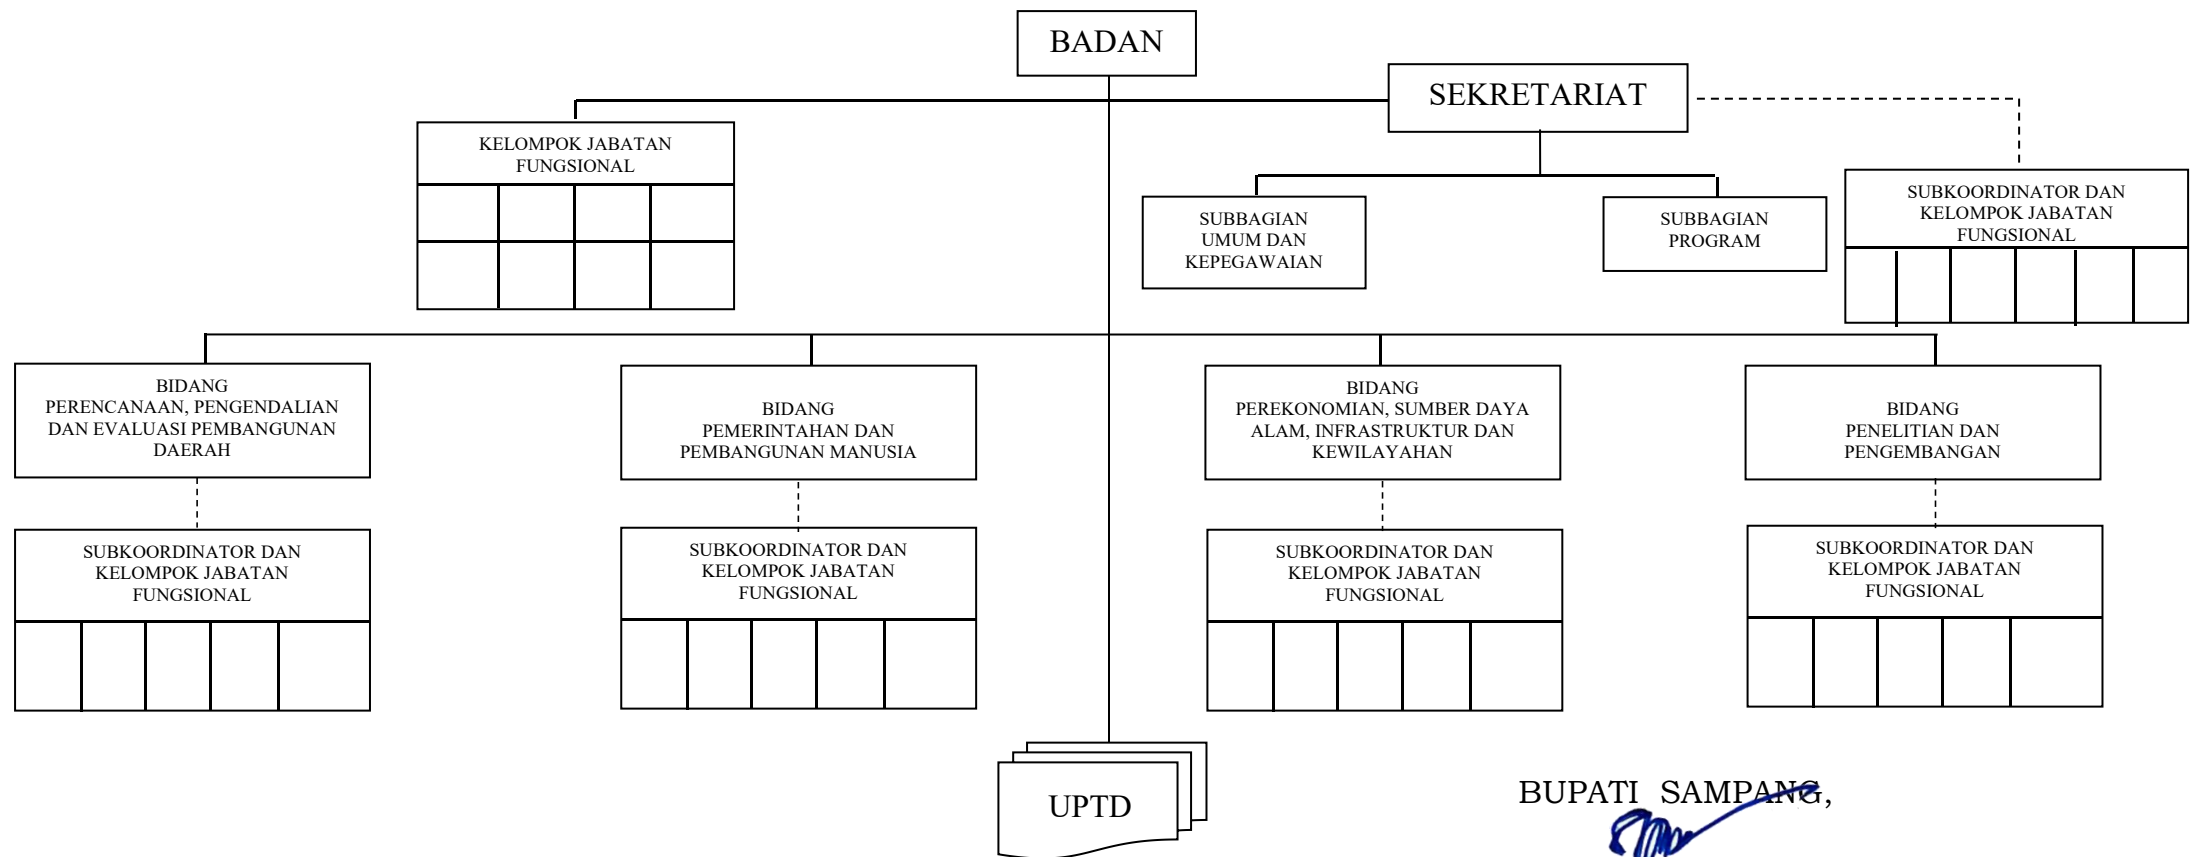 BADAN
SEKRETARIAT
KELOMPOK JABATAN
FUNGSIONAL
SUBBAGIAN
UMUM DAN
KEPEGAWAIAN
SUBBAGIAN
PROGRAM
SUBKOORDINATOR DAN
KELOMPOK JABATAN
FUNGSIONAL
BIDANG
PERENCANAAN, PENGENDALIAN
DAN EVALUASI PEMBANGUNAN
DAERAH
BIDANG
PEMERINTAHAN DAN
PEMBANGUNAN MANUSIA
BIDANG
PEREKONOMIAN, SUMBER DAYA
ALAM, INFRASTRUKTUR DAN
KEWILAYAHAN
BIDANG
PENELITIAN DAN
PENGEMBANGAN
SUBKOORDINATOR DAN
KELOMPOK JABATAN
FUNGSIONAL
SUBKOORDINATOR DAN
KELOMPOK JABATAN
FUNGSIONAL
SUBKOORDINATOR DAN
KELOMPOK JABATAN
FUNGSIONAL
SUBKOORDINATOR DAN
KELOMPOK JABATAN
FUNGSIONAL
UPTD
BUPATI SAMPANG,